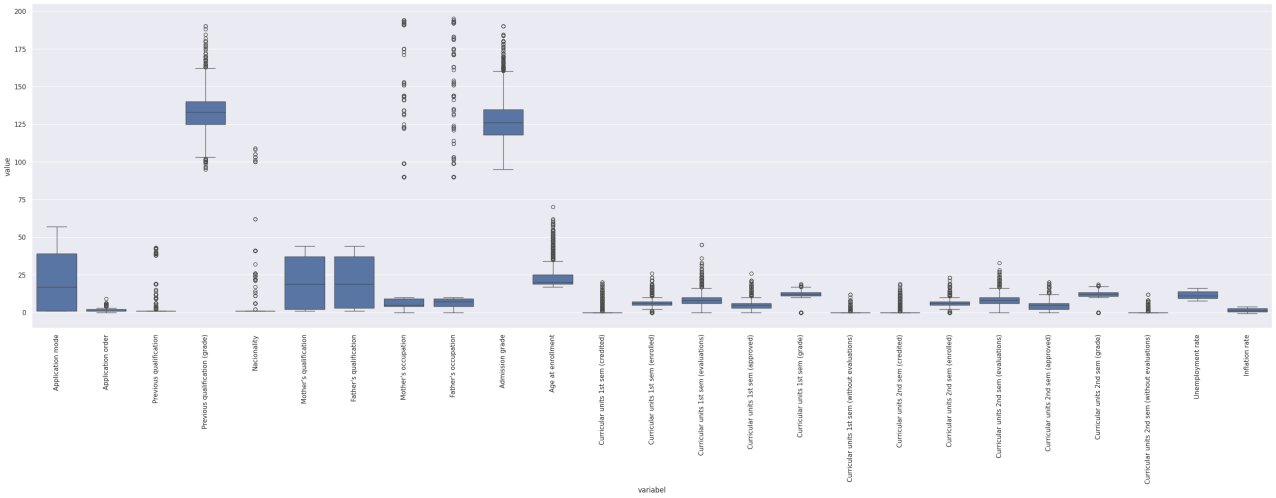 200
175
150
125
100
75
50
25
0
value
Application mode
Application order
Previous qualification
Previous qualification (grade)
Nacionality
Mother's qualification
Father's qualification
Mother's occupation
Father's occupation
Admission grade
Age at enrollment
Curricular units 1st sem (credited)
Curricular units 1st sem (enrolled)
Curricular units 1st sem (evaluations)
Curricular units 1st sem (approved)
Curricular units 1st sem (grade)
Curricular units 1st sem (without evaluations)
Curricular units 2nd sem (credited)
Curricular units 2nd sem (enrolled)
Curricular units 2nd sem (evaluations)
Curricular units 2nd sem (approved)
Curricular units 2nd sem (grade)
Curricular units 2nd sem (without evaluations)
Unemployment rate
Inflation rate
variabel